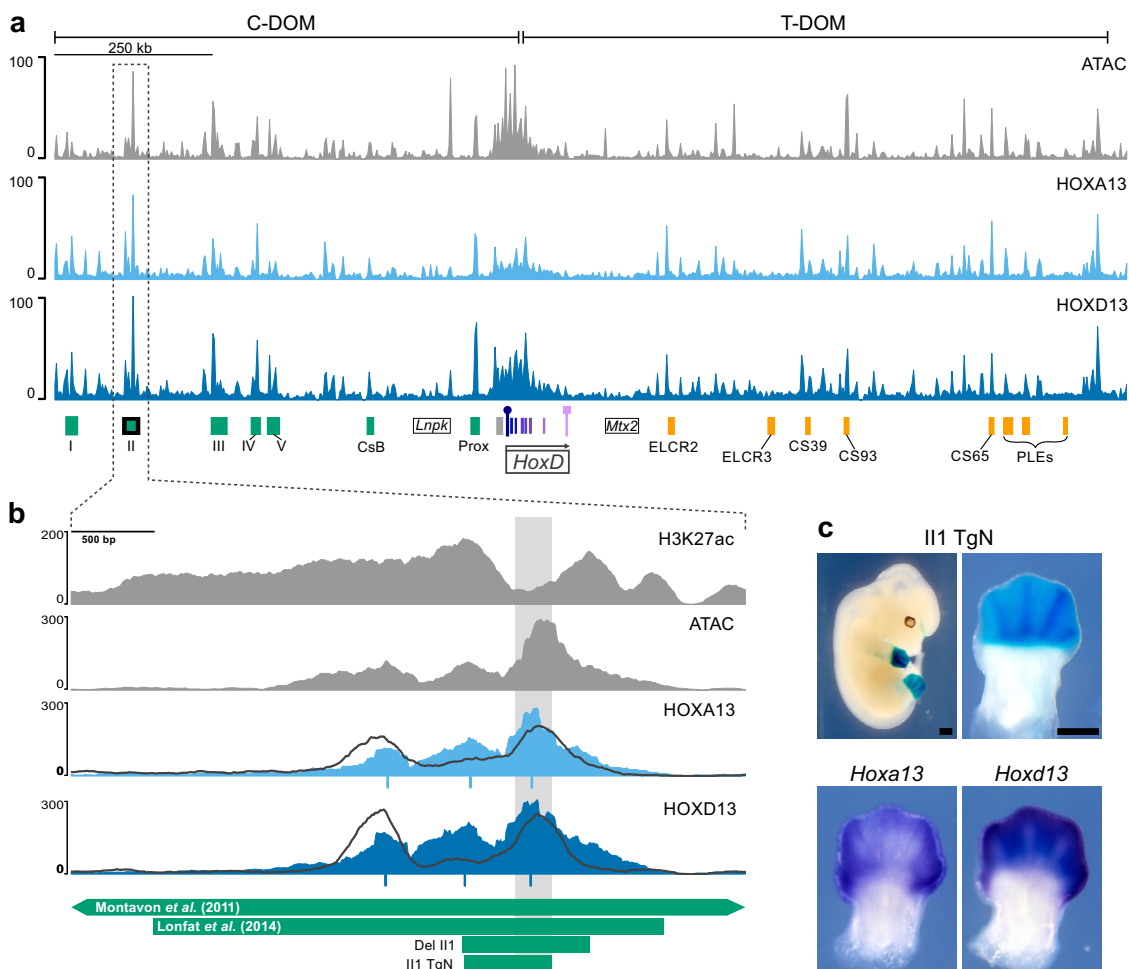 a
C-DOM
T-DOM
250 kb
100
ATAC
0
100
HOXA13
0
100
HOXD13
0
I
II
III
IV
V
CsB
Lnpk
Prox
HoxD
Mtx2
ELCR2
ELCR3
CS39
CS93
CS65
PLEs
b
500 bp
200
H3K27ac
0
300
ATAC
0
300
HOXA13
0
300
HOXD13
0
Montavon et al. (2011)
Lonfat et al. (2014)
Del II1
II1 TgN
c
II1 TgN
Hoxa13
Hoxd13